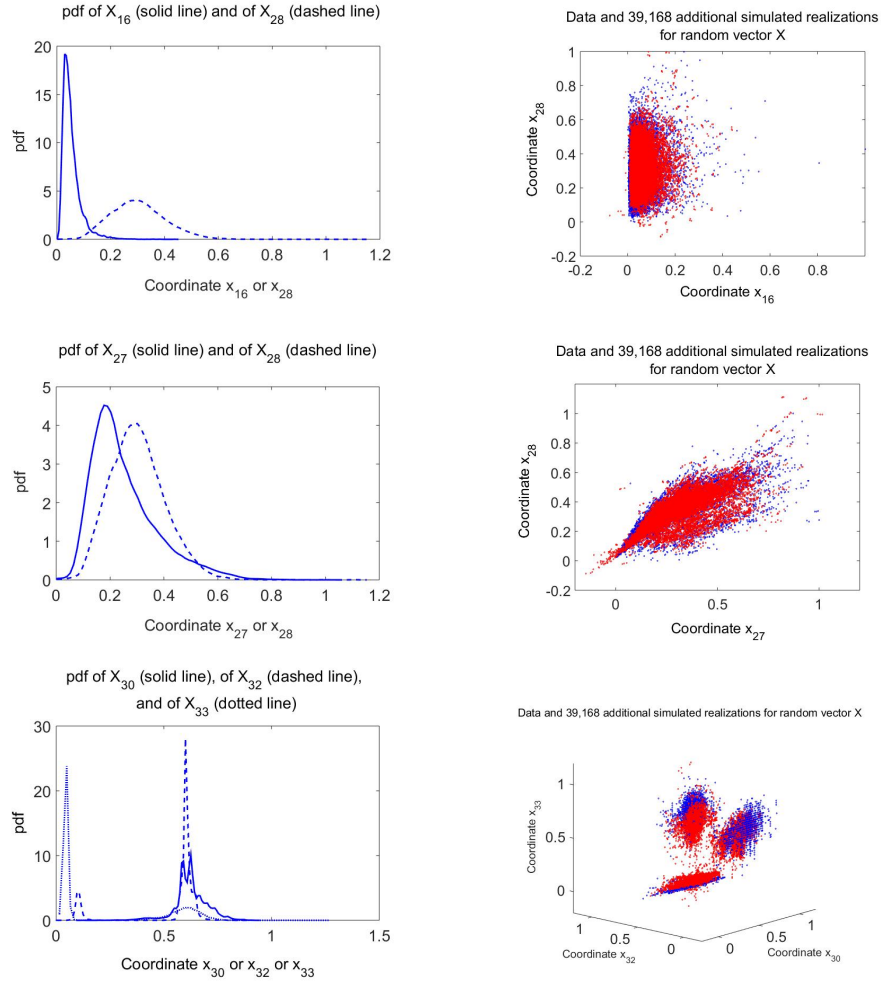 pdf of X16 (solid line) and of X28 (dashed line)
20
15
10
5
0
pdf
0 0.2 0.4 0.6 0.8 1 1.2
Coordinate x16 or x28
Data and 39,168 additional simulated realizations
for random vector X
1
0.8
0.6
0.4
0.2
0
-0.2
Coordinate x28
-0.2 0 0.2 0.4 0.6 0.8
Coordinate x16
pdf of X27 (solid line) and of X28 (dashed line)
5
4
3
2
1
0
pdf
0 0.2 0.4 0.6 0.8 1 1.2
Coordinate x27 or x28
Data and 39,168 additional simulated realizations
for random vector X
1
0.8
0.6
0.4
0.2
0
-0.2
Coordinate x28
0 0.5 1
Coordinate x27
pdf of X30 (solid line), of X32 (dashed line),
and of X33 (dotted line)
30
20
10
0
pdf
0 0.5 1 1.5
Coordinate x30 or x32 or x33
Data and 39,168 additional simulated realizations for random vector X
1
0.5
0
Coordinate x33
1 0.5 0
Coordinate x32
0 0.5 1
Coordinate x30